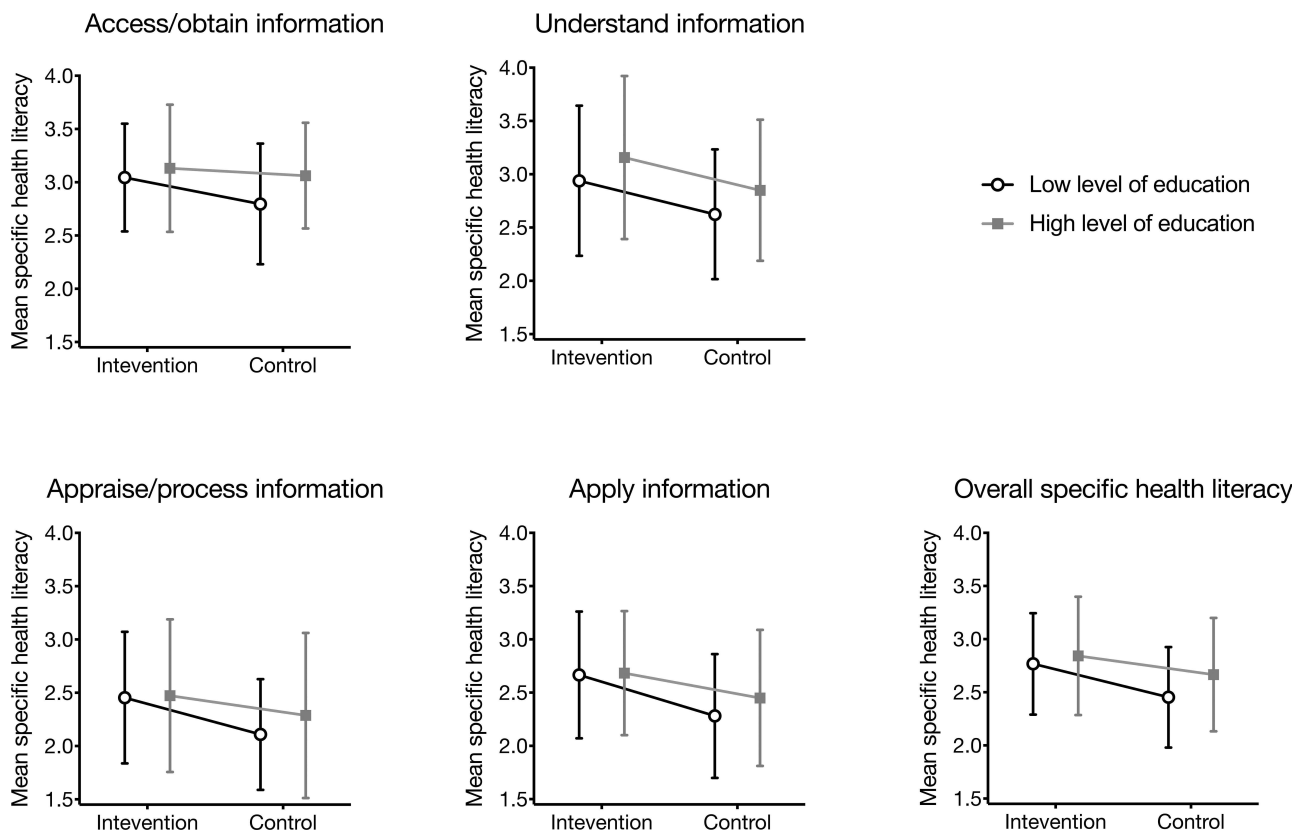 Access/obtain information
Mean specific health literacy
4.0
3.5
3.0
2.5
2.0
1.5
Intevention Control
Understand information
Mean specific health literacy
4.0
3.5
3.0
2.5
2.0
1.5
Intevention Control
Low level of education
High level of education
Appraise/process information
Mean specific health literacy
4.0
3.5
3.0
2.5
2.0
1.5
Intevention Control
Apply information
Mean specific health literacy
4.0
3.5
3.0
2.5
2.0
1.5
Intevention Control
Overall specific health literacy
Mean specific health literacy
4.0
3.5
3.0
2.5
2.0
1.5
Intevention Control